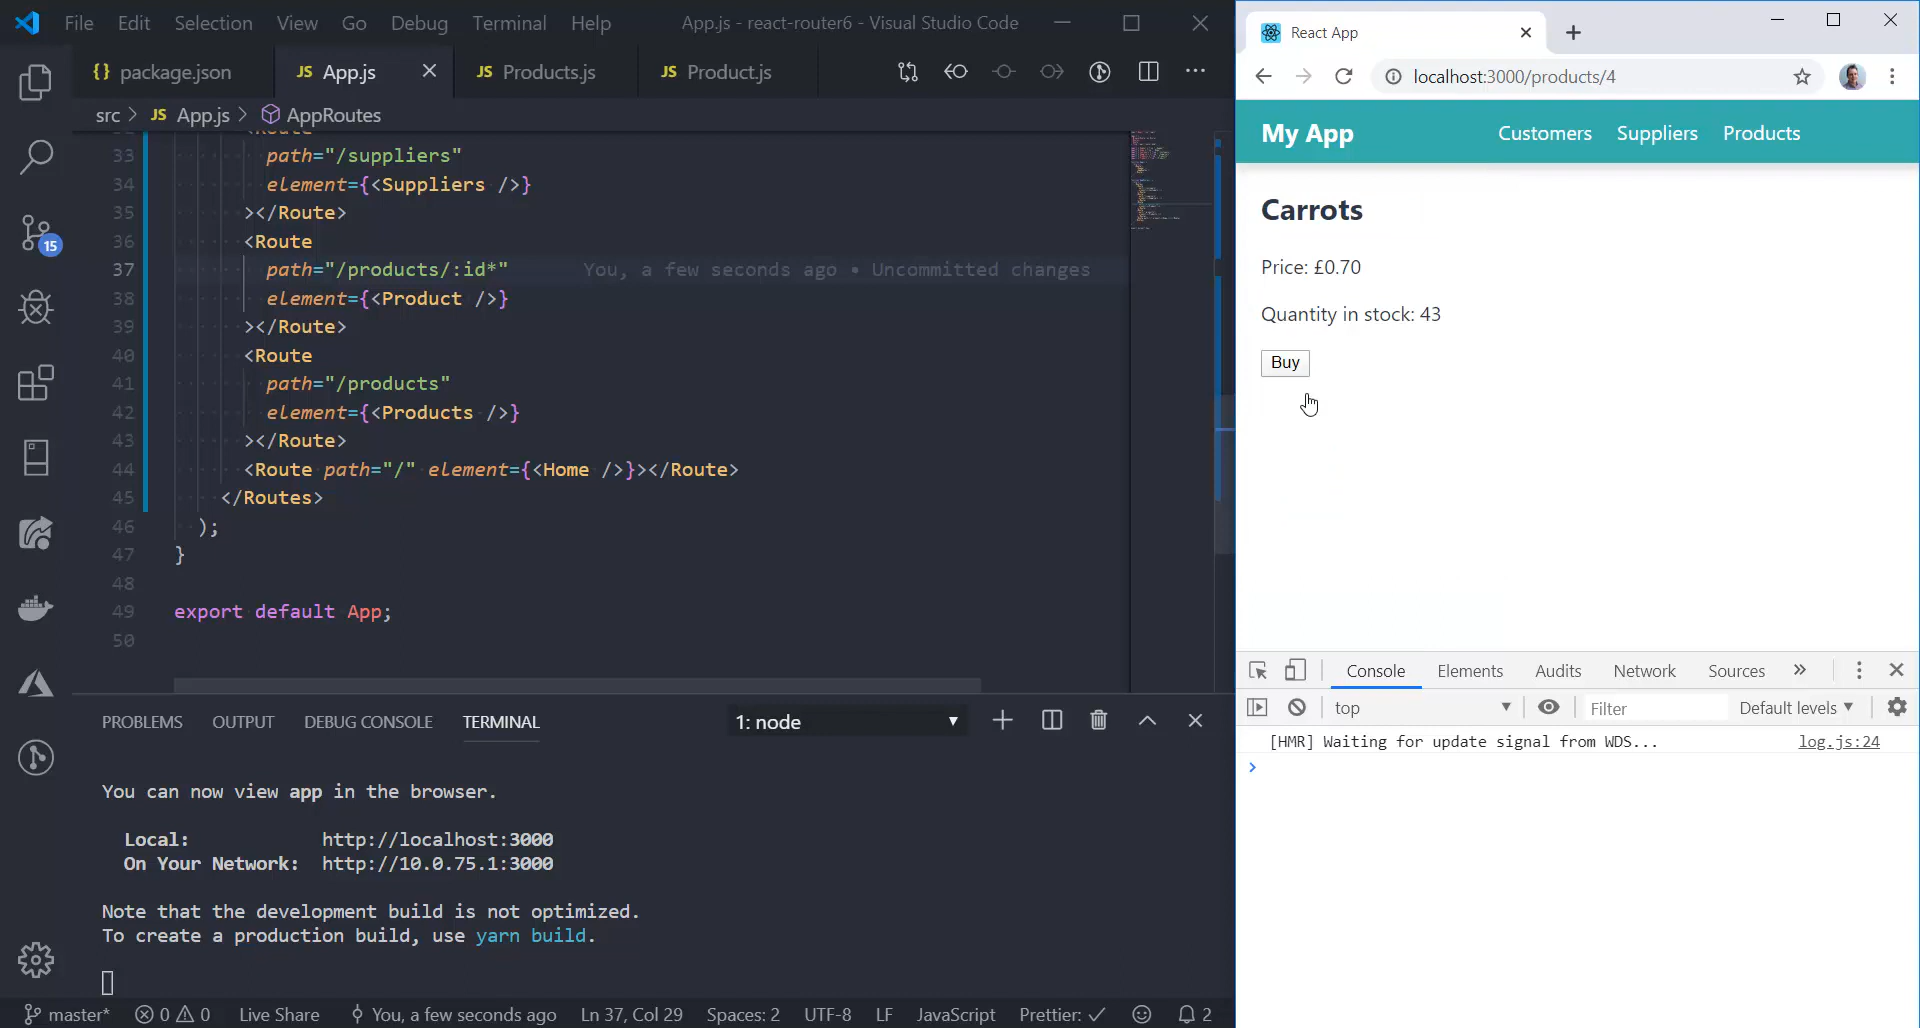 File Edit Selection View Go Debug Terminal Help App.js - react-router6 - Visual Studio Code
package.json JS App.js JS Products.js JS Product.js
src > JS App.js > AppRoutes
33 path="/suppliers"
34 element={<Suppliers />}
35 ></Route>
36 <Route
37 path="/products/:id*" You, a few seconds ago • Uncommitted changes
38 element={<Product />}
39 ></Route>
40 <Route
41 path="/products"
42 element={<Products />}
43 ></Route>
44 <Route path="/" element={<Home />}></Route>
45 </Routes>
46 );
47 }
48
49 export default App;
50
15
PROBLEMS OUTPUT DEBUG CONSOLE TERMINAL 1: node
You can now view app in the browser.
Local: http://localhost:3000
On Your Network: http://10.0.75.1:3000
Note that the development build is not optimized.
To create a production build, use yarn build.
master* 0 0 Live Share You, a few seconds ago Ln 37, Col 29 Spaces: 2 UTF-8 LF JavaScript Prettier: ✓ 2
React App
localhost:3000/products/4
My App Customers Suppliers Products
Carrots
Price: £0.70
Quantity in stock: 43
Buy
Console Elements Audits Network Sources »
top Filter Default levels
[HMR] Waiting for update signal from WDS... log.js:24
>